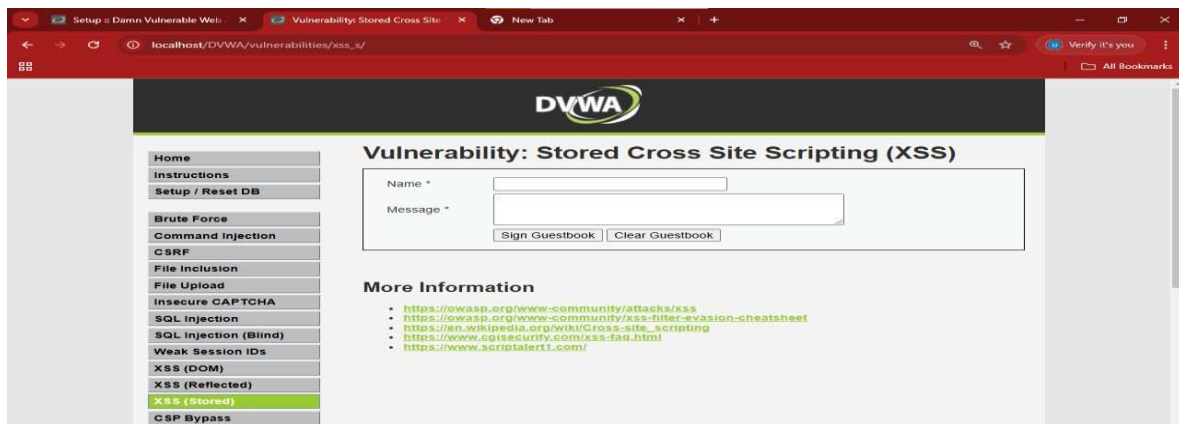 Setup :: Damn Vulnerable Web
Vulnerability: Stored Cross Site
New Tab
localhost/DVWA/vulnerabilities/xss_s/
Verify it's you
All Bookmarks
DVWA
Home
Instructions
Setup / Reset DB
Brute Force
Command Injection
CSRF
File Inclusion
File Upload
Insecure CAPTCHA
SQL Injection
SQL Injection (Blind)
Weak Session IDs
XSS (DOM)
XSS (Reflected)
XSS (Stored)
CSP Bypass
Vulnerability: Stored Cross Site Scripting (XSS)
Name *
Message *
Sign Guestbook Clear Guestbook
More Information
https://owasp.org/www-community/attacks/xss
https://owasp.org/www-community/xss-filter-evasion-cheatsheet
https://en.wikipedia.org/wiki/Cross-site_scripting
https://www.cgisecurity.com/xss-faq.html
https://www.scriptalert1.com/